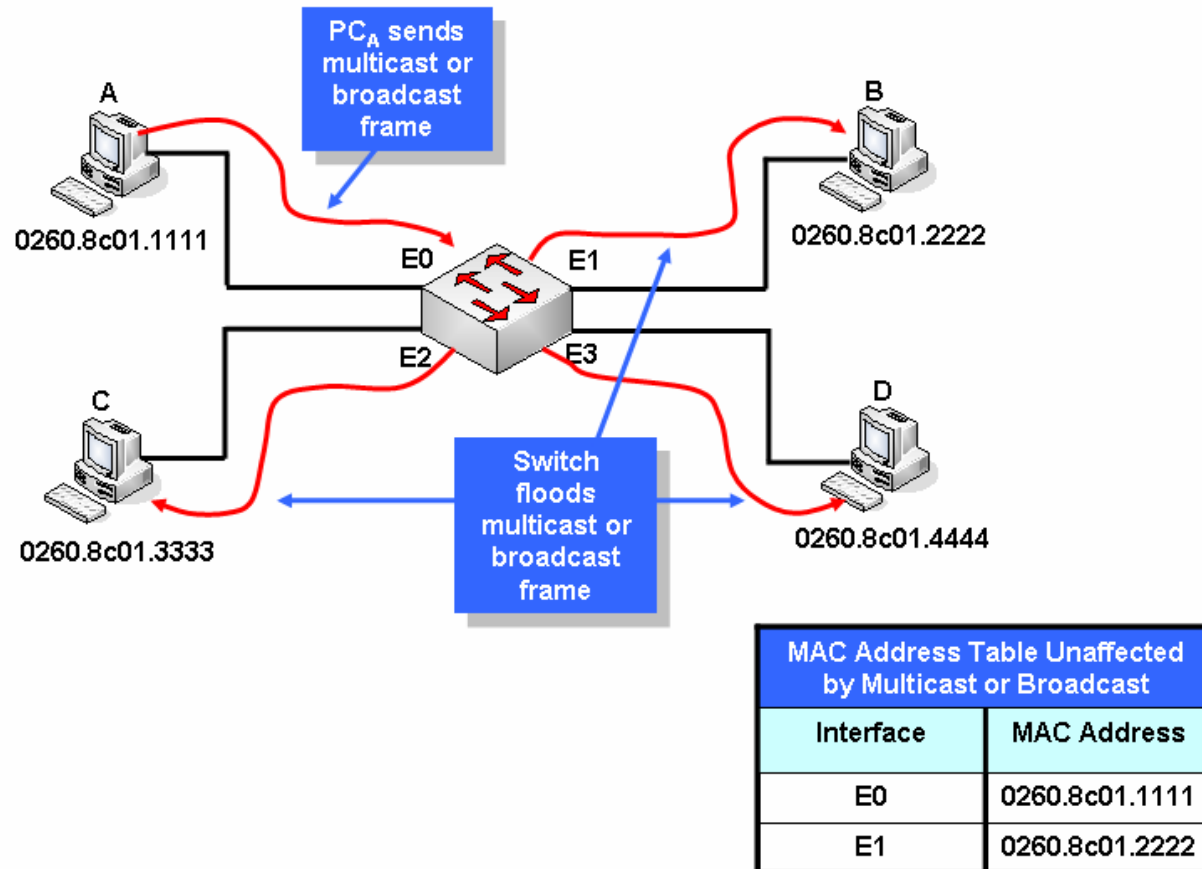 PCA sends
multicast or
broadcast
frame
A
B
0260.8c01.1111
0260.8c01.2222
E0
E1
E2
E3
C
D
Switch
floods
multicast or
broadcast
frame
0260.8c01.3333
0260.8c01.4444
MAC Address Table Unaffected
by Multicast or Broadcast
Interface MAC Address
E0 0260.8c01.1111
E1 0260.8c01.2222